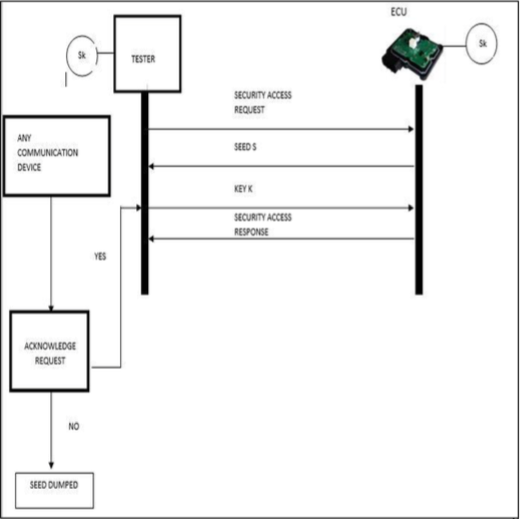 ECU
Sk
TESTER
Sk
SECURITY ACCESS
REQUEST
ANY
COMMUNICATION
DEVICE
SEED S
KEY K
SECURITY ACCESS
RESPONSE
YES
ACKNOWLEDGE
REQUEST
NO
SEED DUMPED